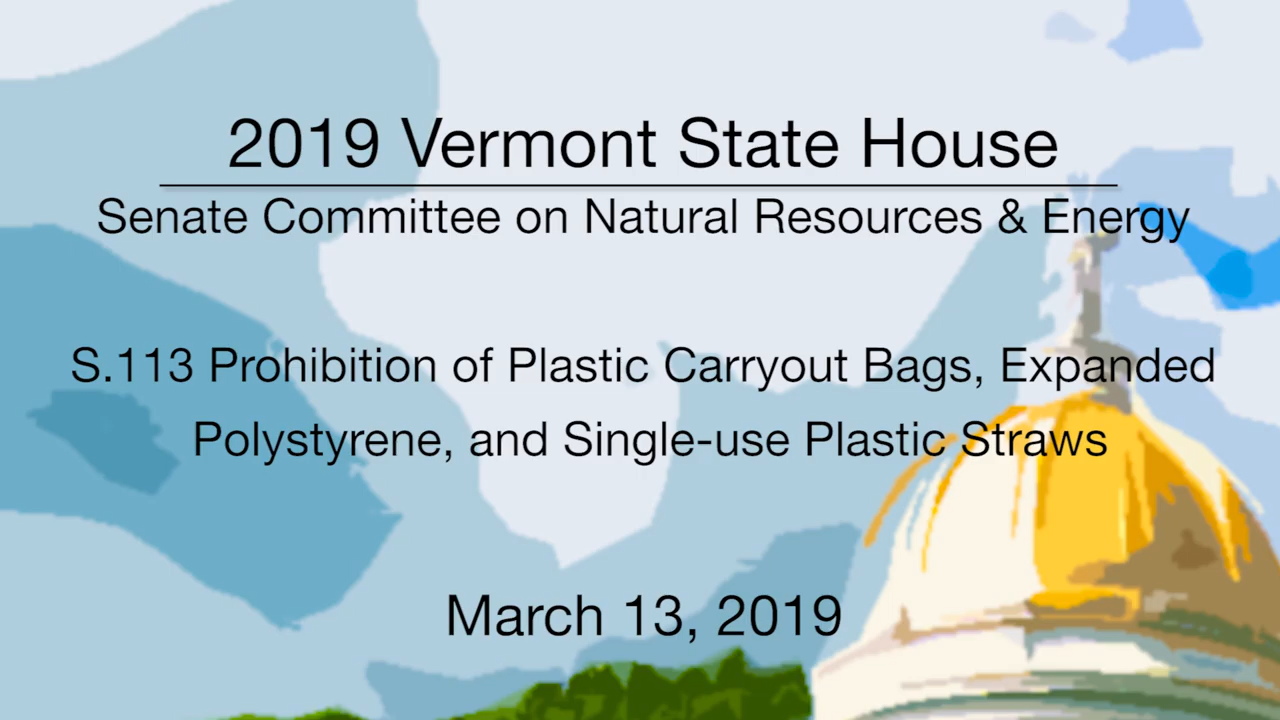 2019 Vermont State House
Senate Committee on Natural Resources & Energy
S.113 Prohibition of Plastic Carryout Bags, Expanded
Polystyrene, and Single-use Plastic Straws
March 13, 2019